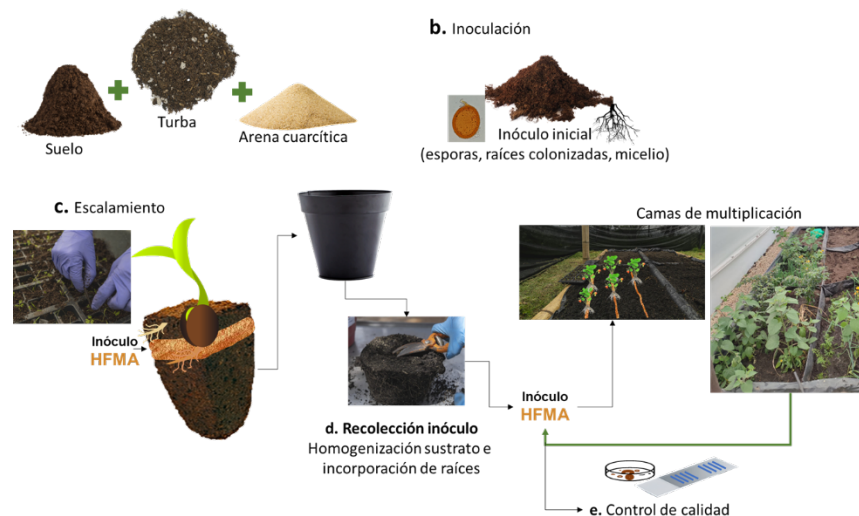 b. Inoculación
Suelo
Turba
Arena cuarcítica
Inóculo inicial
(esporas, raíces colonizadas, micelio)
c. Escalamiento
Camas de multiplicación
Inóculo
HFMA
d. Recolección inóculo
Homogenización sustrato e
incorporación de raíces
Inóculo
HFMA
e. Control de calidad